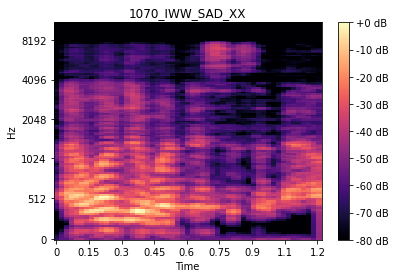 1070_IWW_SAD_XX
Hz
8192
4096
2048
1024
512
0
0 0.15 0.3 0.45 0.6 0.75 0.9 1.1 1.2
Time
+0 dB
-10 dB
-20 dB
-30 dB
-40 dB
-50 dB
-60 dB
-70 dB
-80 dB